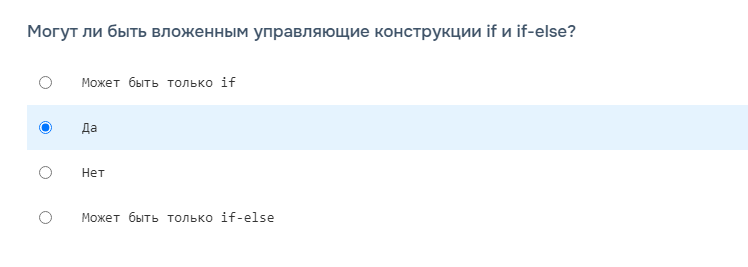 Могут ли быть вложенным управляющие конструкции if и if-else?
Может быть только if
Да
Нет
Может быть только if-else